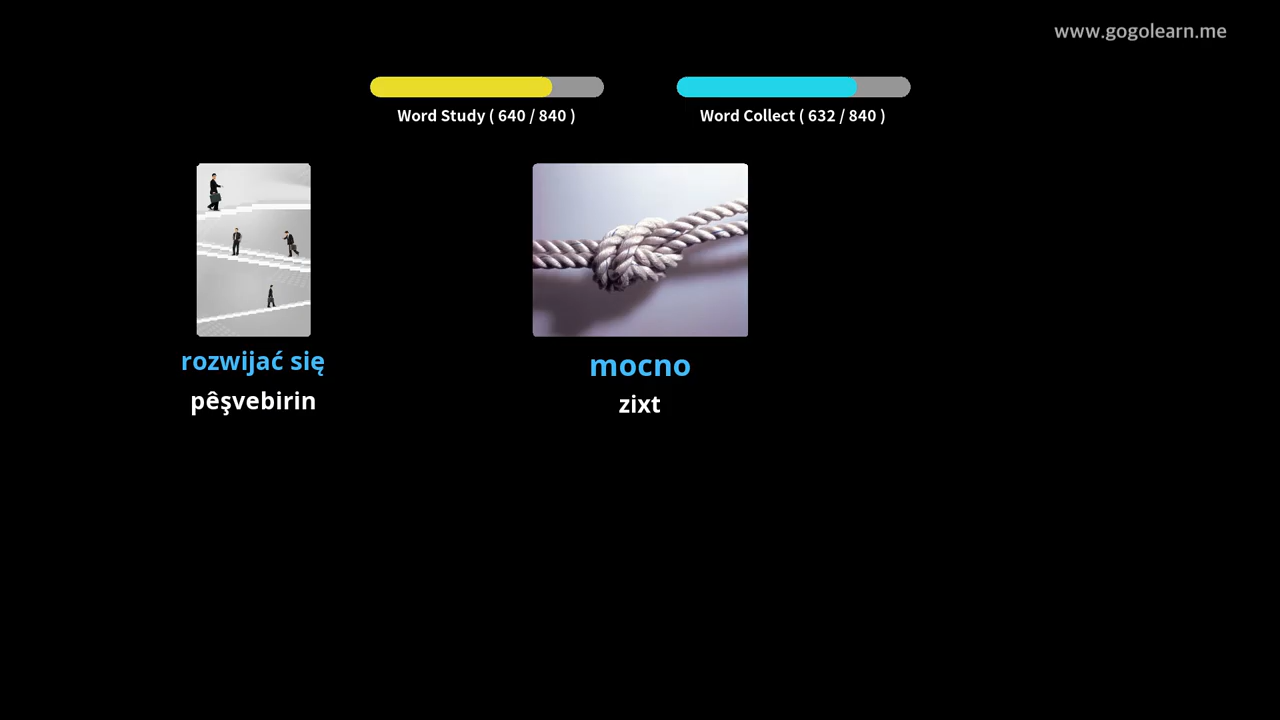 www.gogolearn.me
Word Study ( 640 / 840 )
Word Collect ( 632 / 840 )
rozwijać się
pêşvebirin
mocno
zixt